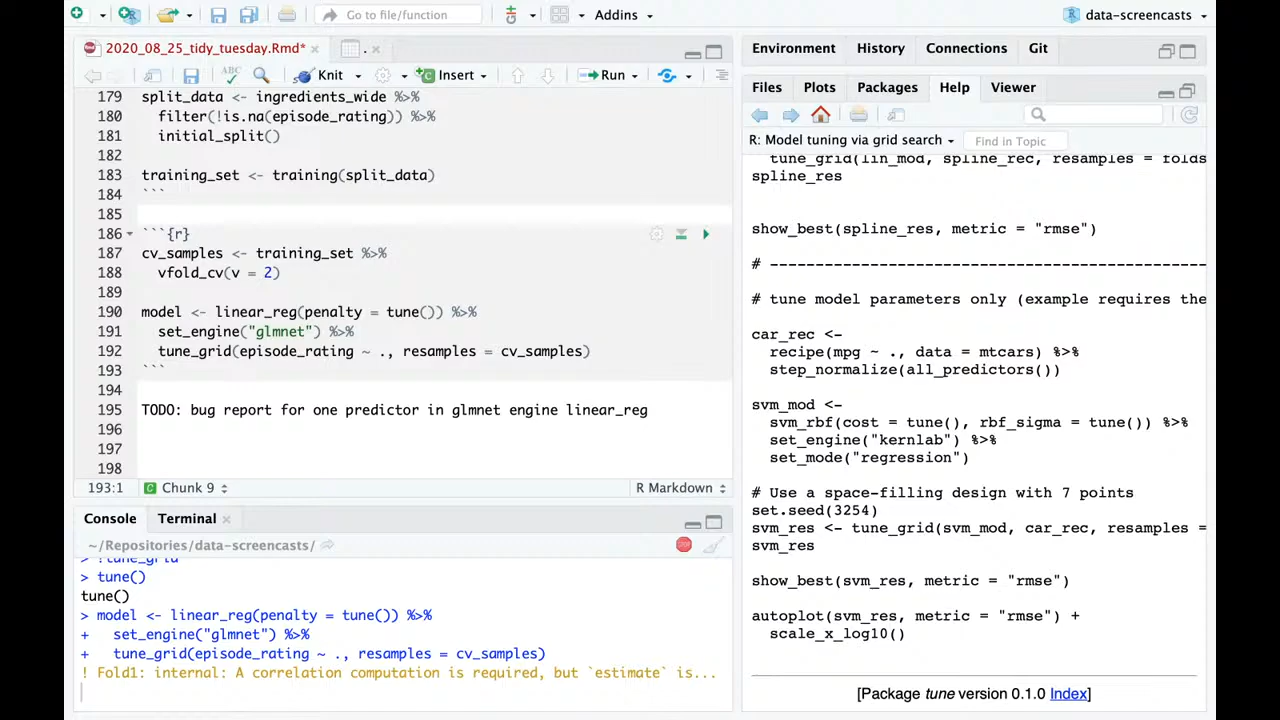 Go to file/function
Addins
data-screencasts
2020_08_25_tidy_tuesday.Rmd*
.
ABC
Knit
Insert
Run
179 split_data <- ingredients_wide %>%
180 filter(!is.na(episode_rating)) %>%
181 initial_split()
182
183 training_set <- training(split_data)
184 ```
185
186 ```{r}
187 cv_samples <- training_set %>%
188 vfold_cv(v = 2)
189
190 model <- linear_reg(penalty = tune()) %>%
191 set_engine("glmnet") %>%
192 tune_grid(episode_rating ~ ., resamples = cv_samples)
193 ```
194
195 TODO: bug report for one predictor in glmnet engine linear_reg
196
197
198
193:1 Chunk 9 R Markdown
Console Terminal
~/Repositories/data-screencasts/
> ?tune_grid
> tune()
tune()
> model <- linear_reg(penalty = tune()) %>%
+ set_engine("glmnet") %>%
+ tune_grid(episode_rating ~ ., resamples = cv_samples)
! Fold1: internal: A correlation computation is required, but `estimate` is...
Environment History Connections Git
Files Plots Packages Help Viewer
R: Model tuning via grid search Find in Topic
tune_grid(lin_mod, spline_rec, resamples = folds
spline_res
show_best(spline_res, metric = "rmse")
# --------------------------------------------------
# tune model parameters only (example requires the
car_rec <-
recipe(mpg ~ ., data = mtcars) %>%
step_normalize(all_predictors())
svm_mod <-
svm_rbf(cost = tune(), rbf_sigma = tune()) %>%
set_engine("kernlab") %>%
set_mode("regression")
# Use a space-filling design with 7 points
set.seed(3254)
svm_res <- tune_grid(svm_mod, car_rec, resamples =
svm_res
show_best(svm_res, metric = "rmse")
autoplot(svm_res, metric = "rmse") +
scale_x_log10()
[Package tune version 0.1.0 Index]